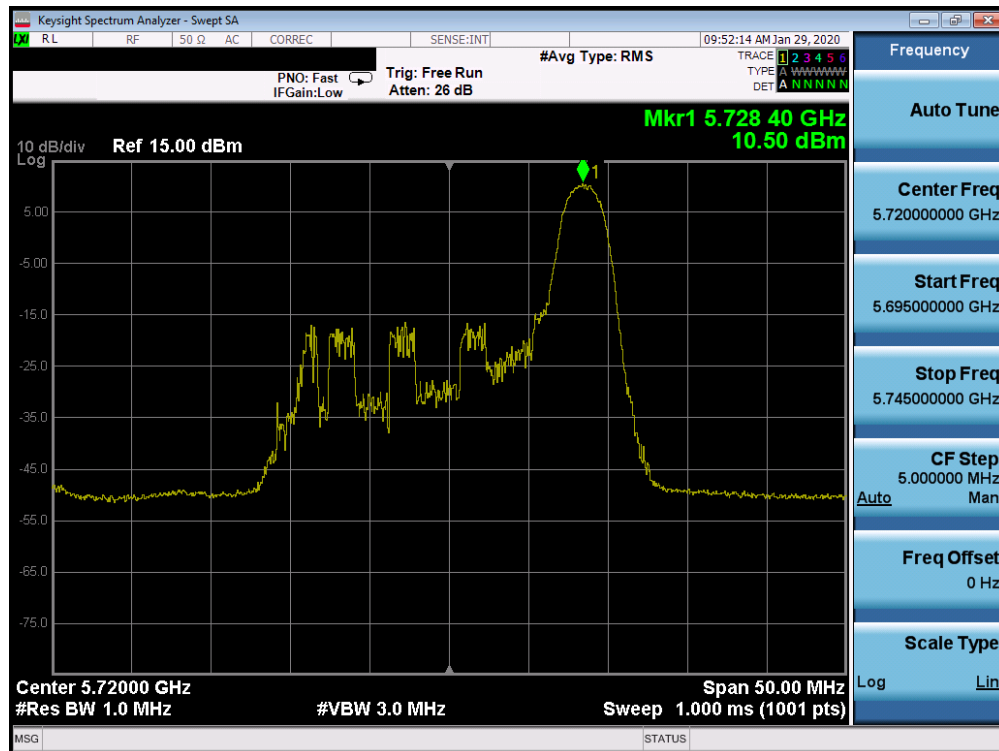 Keysight Spectrum Analyzer - Swept SA
LXI RL RF 50 Ω AC CORREC SENSE:INT 09:52:14 AM Jan 29, 2020
Frequency
#Avg Type: RMS
TRACE 1 2 3 4 5 6
PNO: Fast Trig: Free Run
TYPE A WWWWW
IFGain:Low Atten: 26 dB
DET A N N N N N
Auto Tune
Mkr1 5.728 40 GHz
10.50 dBm
10 dB/div Ref 15.00 dBm
Log
1
Center Freq
5.720000000 GHz
5.00
-5.00
Start Freq
5.695000000 GHz
-15.0
-25.0
Stop Freq
5.745000000 GHz
-35.0
-45.0
CF Step
5.000000 MHz
Auto Man
-55.0
Freq Offset
0 Hz
-65.0
-75.0
Scale Type
Log Lin
Center 5.72000 GHz Span 50.00 MHz
#Res BW 1.0 MHz #VBW 3.0 MHz Sweep 1.000 ms (1001 pts)
MSG STATUS